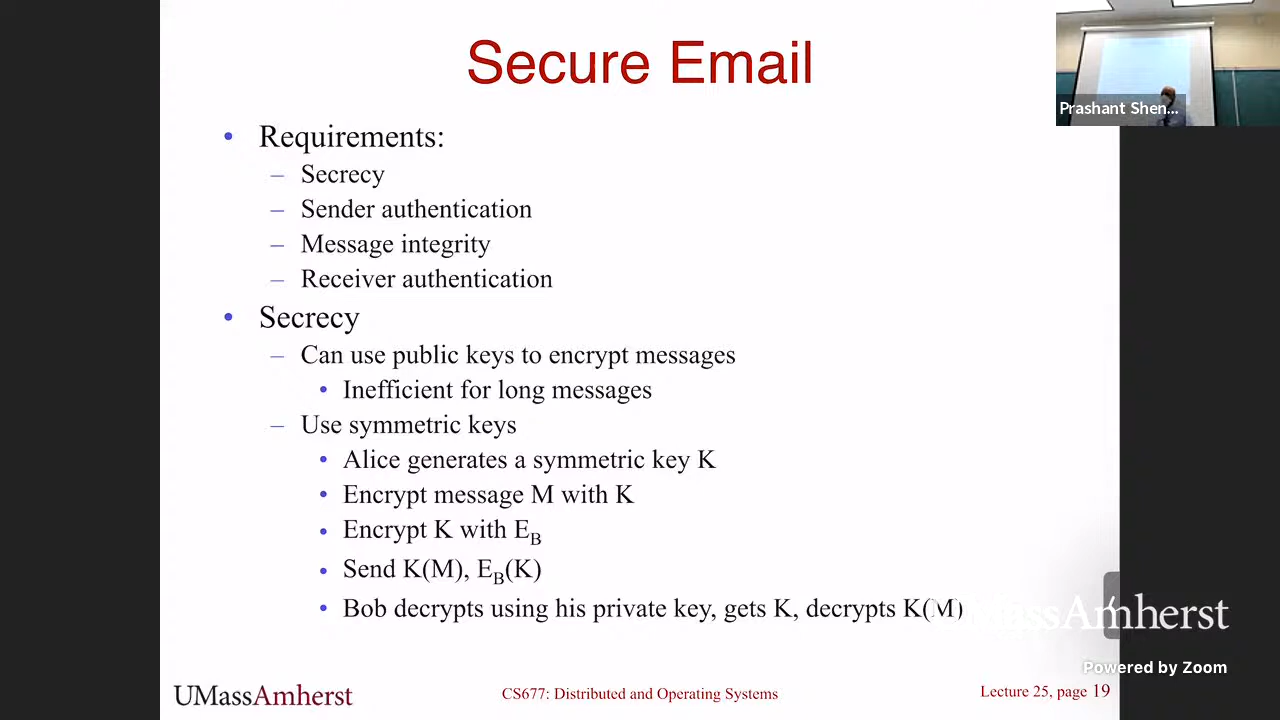 Secure Email
Prashant Shen...
• Requirements:
– Secrecy
– Sender authentication
– Message integrity
– Receiver authentication
• Secrecy
– Can use public keys to encrypt messages
• Inefficient for long messages
– Use symmetric keys
• Alice generates a symmetric key K
• Encrypt message M with K
• Encrypt K with E_B
• Send K(M), E_B(K)
• Bob decrypts using his private key, gets K, decrypts K(M)
UMassAmherst
Powered by Zoom
UMassAmherst
CS677: Distributed and Operating Systems
Lecture 25, page 19